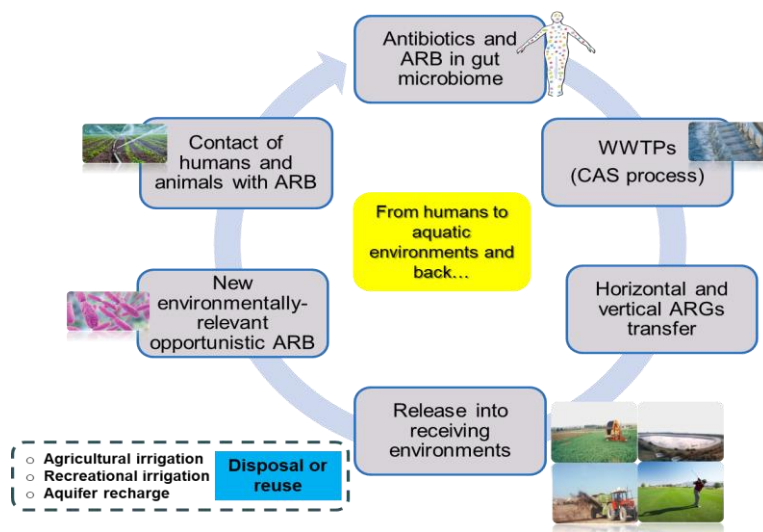 Antibiotics and
ARB in gut
microbiome
WWTPs
(CAS process)
Horizontal and
vertical ARGs
transfer
Release into
receiving
environments
New
environmentally-
relevant
opportunistic ARB
Contact of
humans and
animals with ARB
From humans to
aquatic
environments and
back…
Agricultural irrigation
Recreational irrigation
Aquifer recharge
Disposal or
reuse